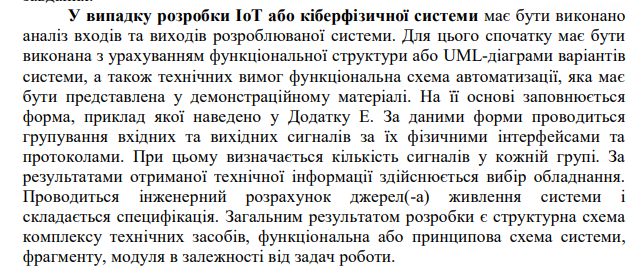 У випадку розробки ІоТ або кіберфізичної системи має бути виконано
аналіз входів та виходів розроблюваної системи. Для цього спочатку має бути
виконана з урахуванням функціональної структури або UML-діаграми варіантів
системи, а також технічних вимог функціональна схема автоматизації, яка має
бути представлена у демонстраційному матеріалі. На її основі заповнюється
форма, приклад якої наведено у Додатку Е. За даними форми проводиться
групування вхідних та вихідних сигналів за їх фізичними інтерфейсами та
протоколами. При цьому визначається кількість сигналів у кожній групі. За
результатами отриманої технічної інформації здійснюється вибір обладнання.
Проводиться інженерний розрахунок джерел(-а) живлення системи і
складається специфікація. Загальним результатом розробки є структурна схема
комплексу технічних засобів, функціональна або принципова схема системи,
фрагменту, модуля в залежності від задач роботи.